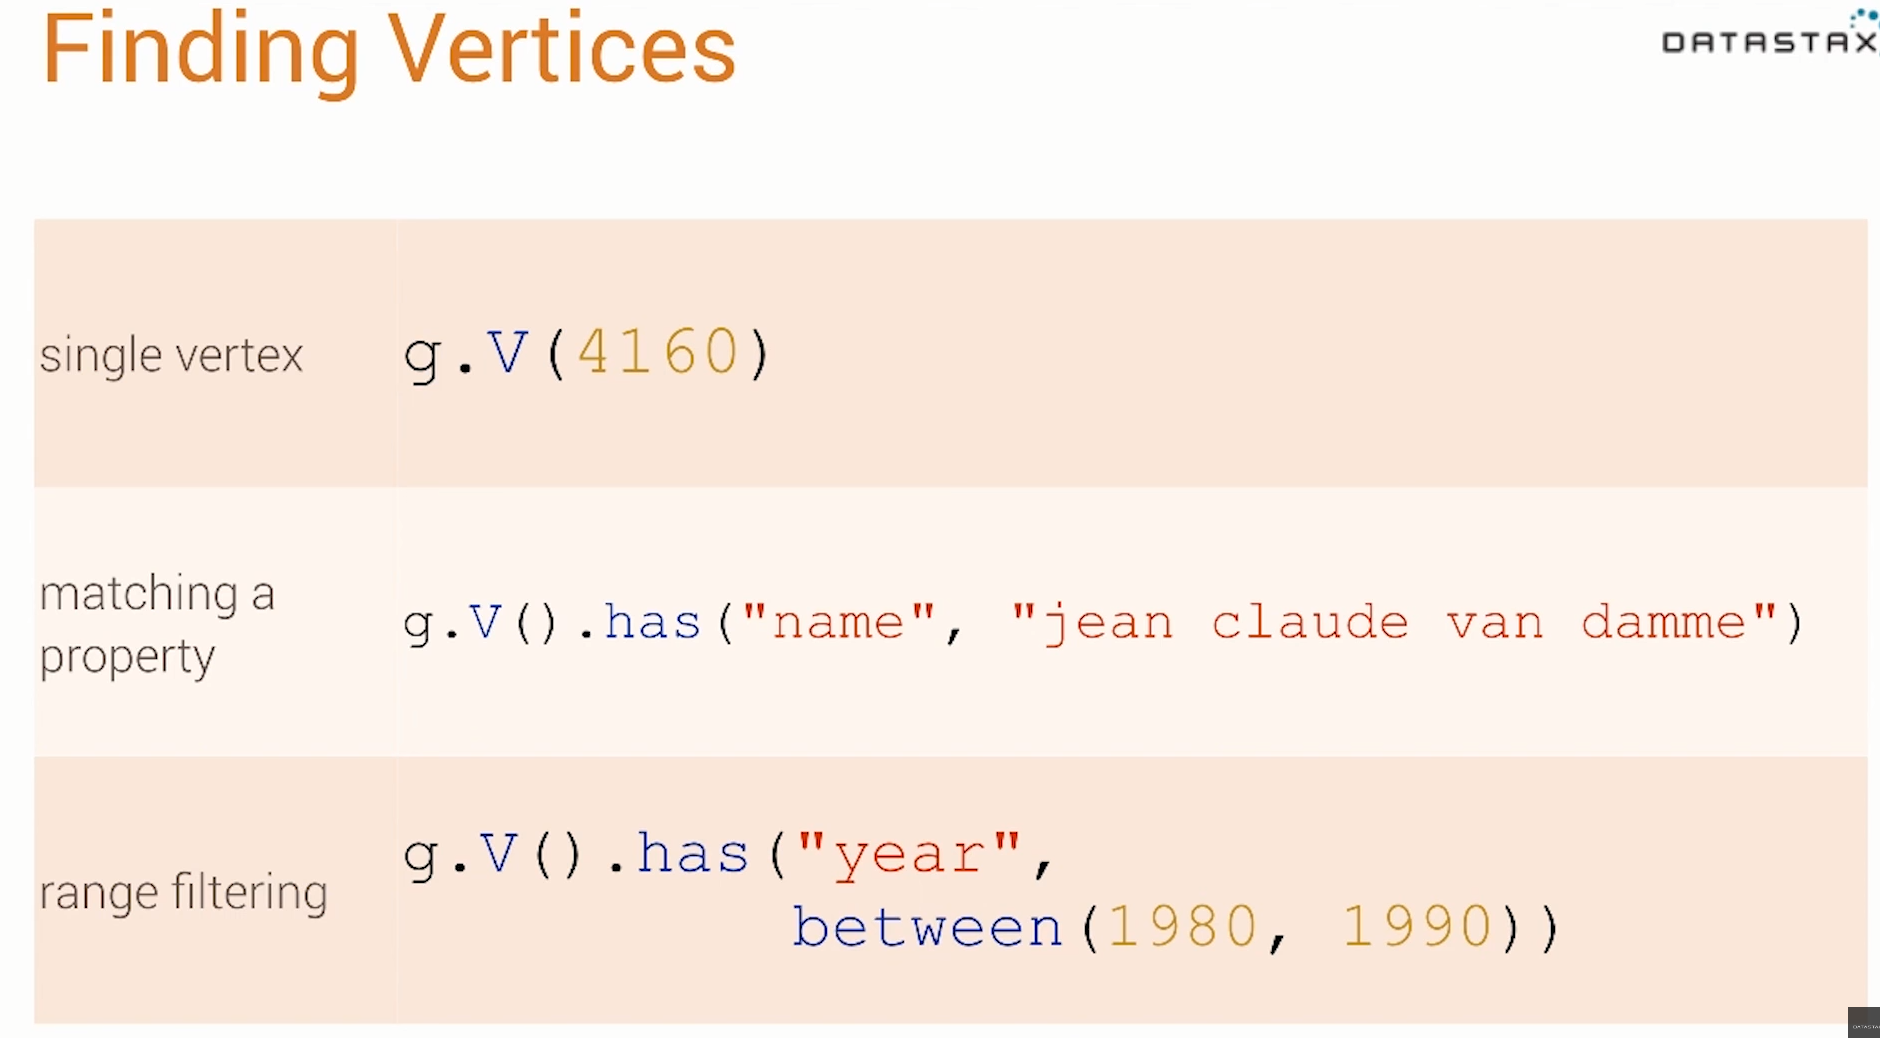 Finding Vertices
DATASTAX
single vertex
g.V(4160)
matching a
property
g.V().has("name", "jean claude van damme")
range filtering
g.V().has("year",
between(1980, 1990))